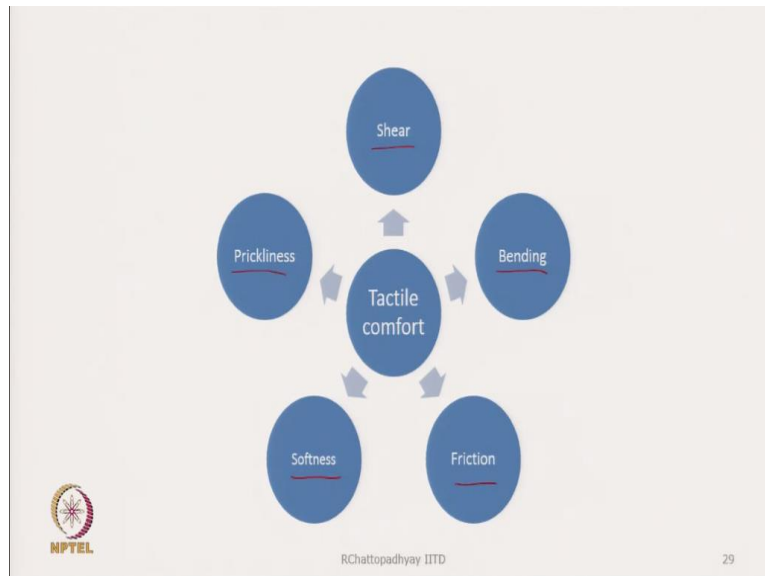 Shear
Prickliness
Bending
Tactile
comfort
Softness
Friction
NPTEL
RChattopadhyay IITD
29